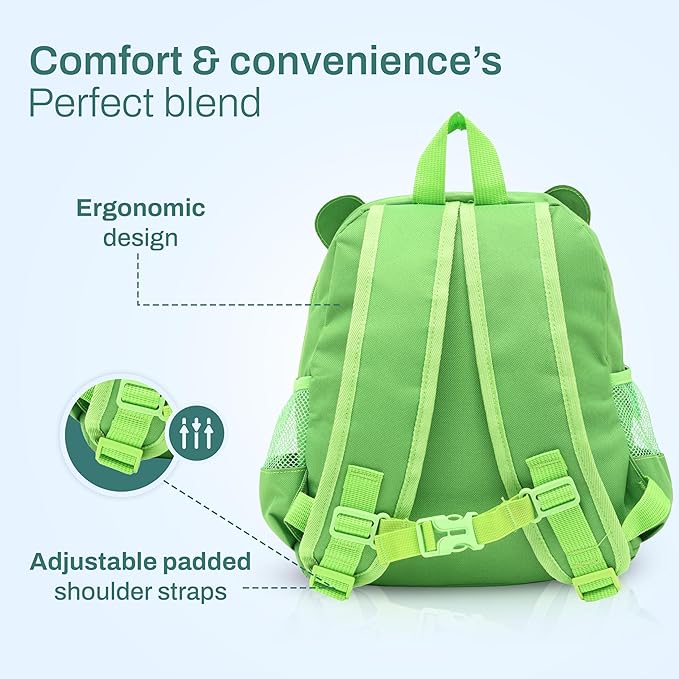 Comfort & convenience’s
Perfect blend
Ergonomic
design
Adjustable padded
shoulder straps